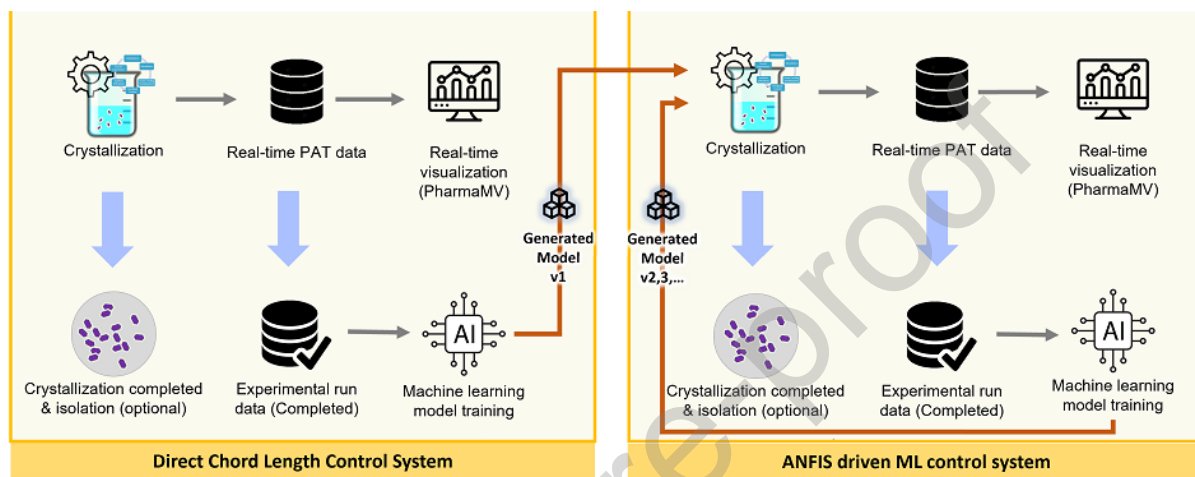 Crystallization
Real-time PAT data
Real-time
visualization
(PharmaMV)
Generated
Model
v1
Crystallization completed
& isolation (optional)
Experimental run
data (Completed)
AI
Machine learning
model training
Direct Chord Length Control System
Crystallization
Real-time PAT data
Real-time
visualization
(PharmaMV)
Generated
Model
v2,3,...
Crystallization completed
& isolation (optional)
Experimental run
data (Completed)
AI
Machine learning
model training
ANFIS driven ML control system
re-proof